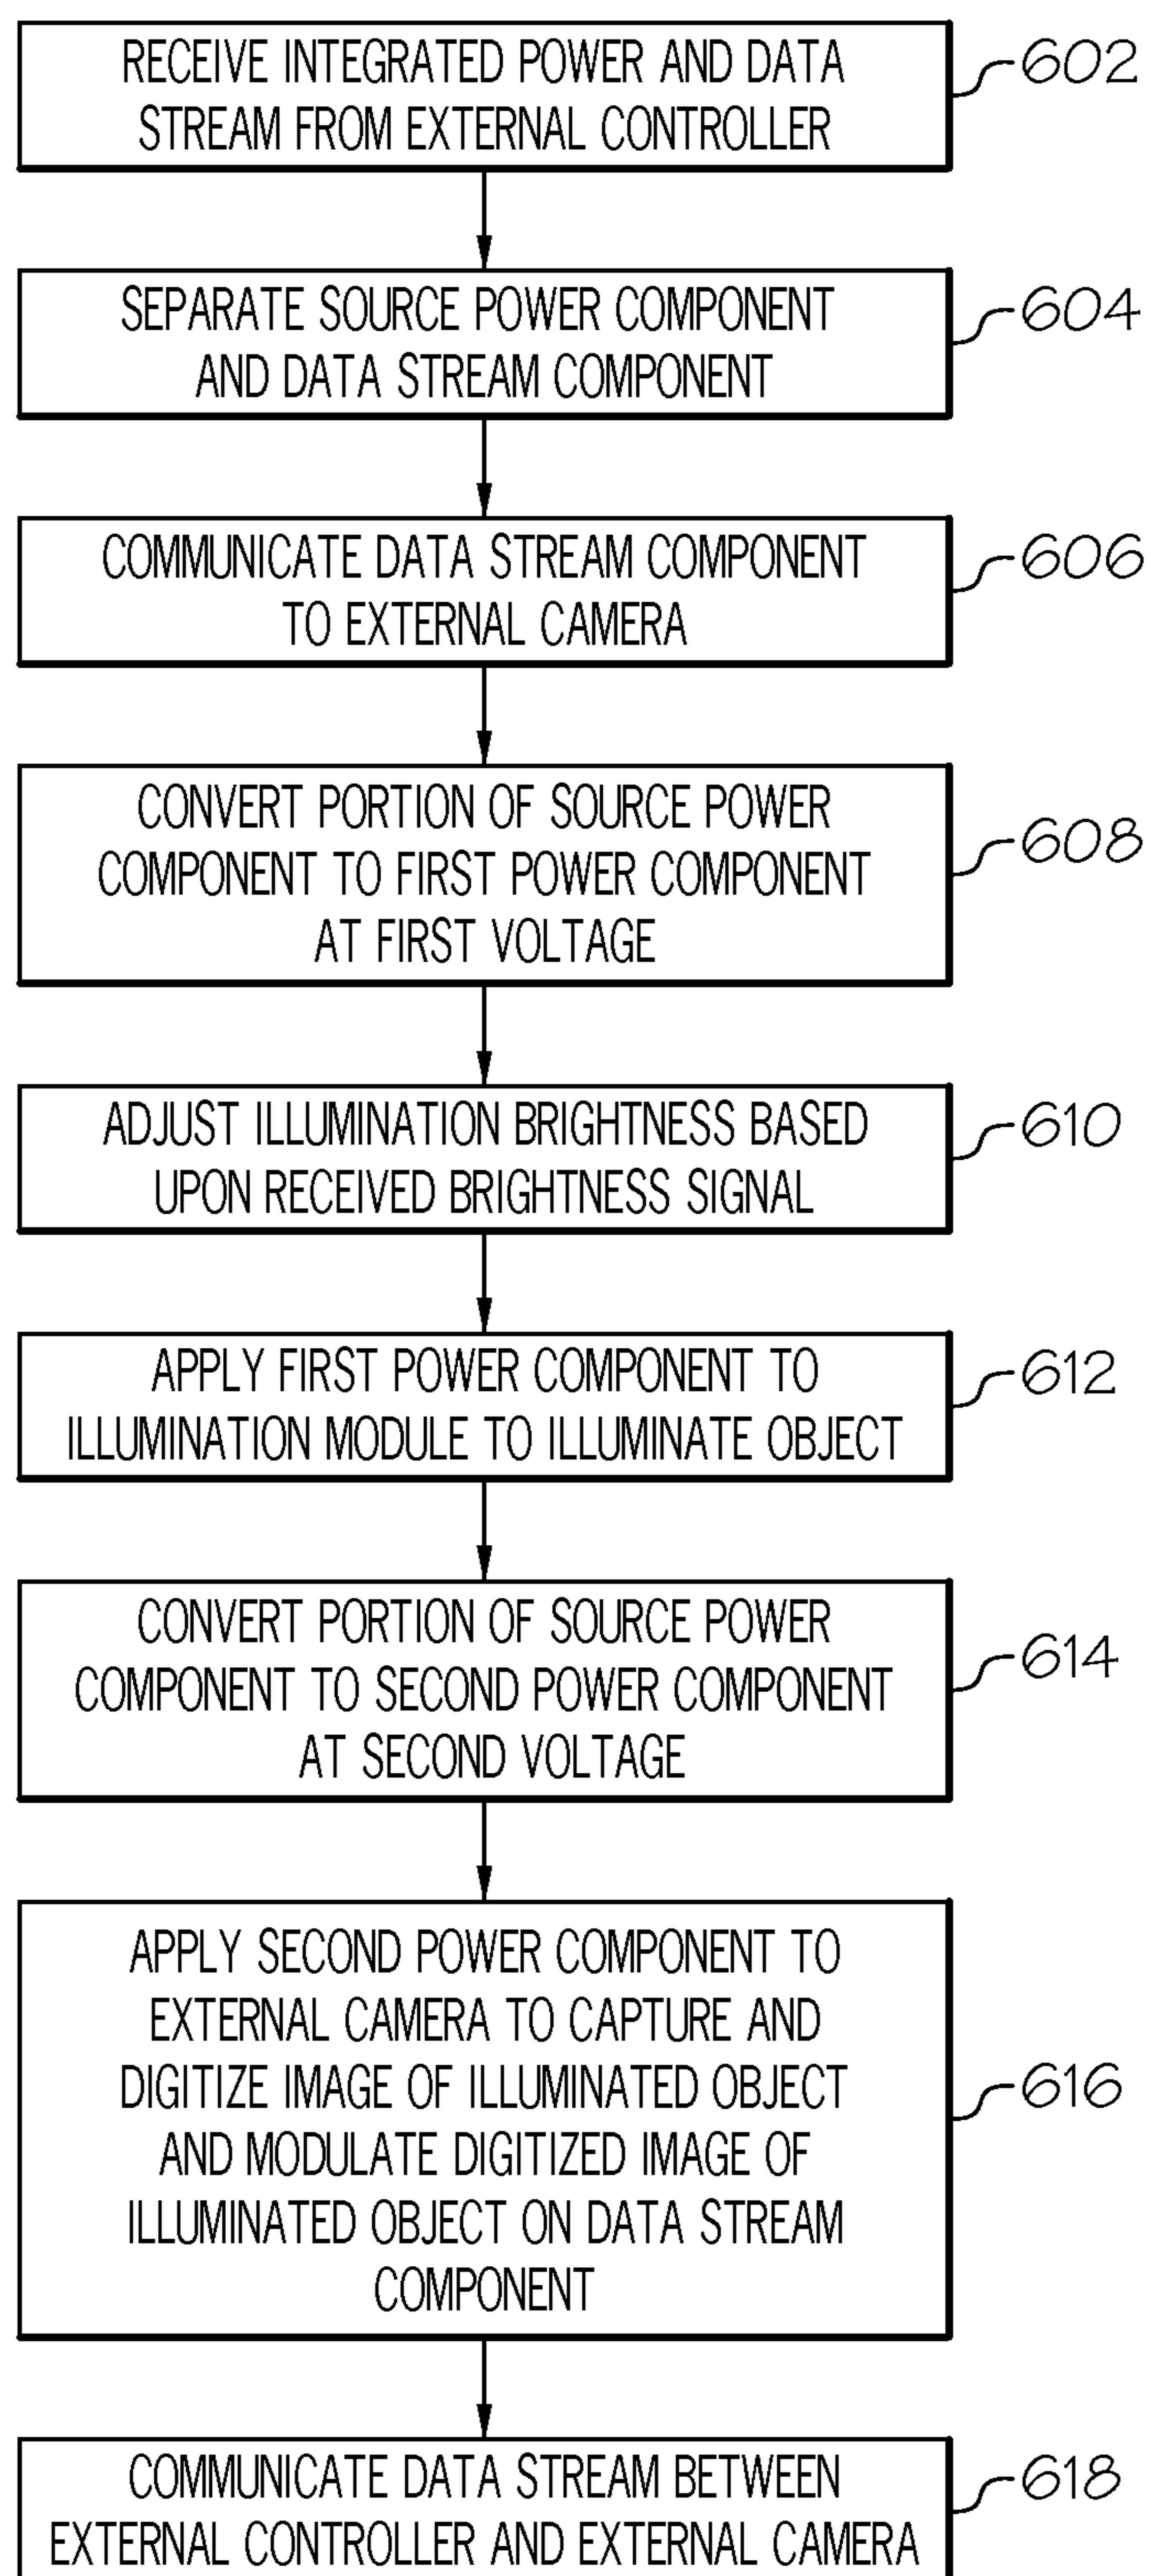 RECEIVE INTEGRATED POWER AND DATA
STREAM FROM EXTERNAL CONTROLLER
602
SEPARATE SOURCE POWER COMPONENT
AND DATA STREAM COMPONENT
604
COMMUNICATE DATA STREAM COMPONENT
TO EXTERNAL CAMERA
606
CONVERT PORTION OF SOURCE POWER
COMPONENT TO FIRST POWER COMPONENT
AT FIRST VOLTAGE
608
ADJUST ILLUMINATION BRIGHTNESS BASED
UPON RECEIVED BRIGHTNESS SIGNAL
610
APPLY FIRST POWER COMPONENT TO
ILLUMINATION MODULE TO ILLUMINATE OBJECT
612
CONVERT PORTION OF SOURCE POWER
COMPONENT TO SECOND POWER COMPONENT
AT SECOND VOLTAGE
614
APPLY SECOND POWER COMPONENT TO
EXTERNAL CAMERA TO CAPTURE AND
DIGITIZE IMAGE OF ILLUMINATED OBJECT
AND MODULATE DIGITIZED IMAGE OF
ILLUMINATED OBJECT ON DATA STREAM
COMPONENT
616
COMMUNICATE DATA STREAM BETWEEN
EXTERNAL CONTROLLER AND EXTERNAL CAMERA
618